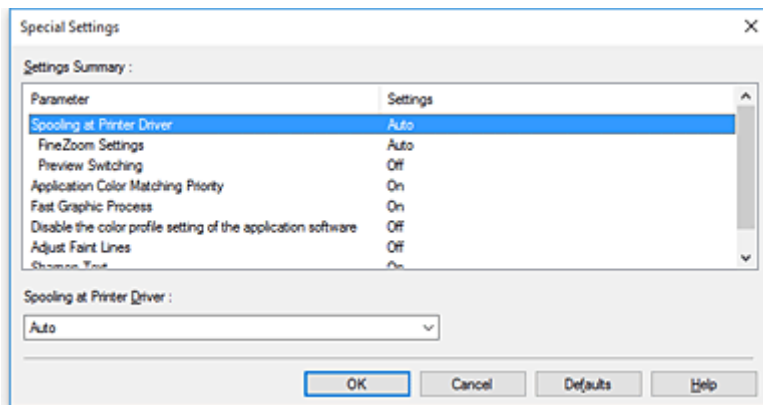 Special Settings
Settings Summary :
Parameter Settings
Spooling at Printer Driver Auto
FineZoom Settings Auto
Preview Switching Off
Application Color Matching Priority On
Fast Graphic Process On
Disable the color profile setting of the application software Off
Adjust Faint Lines Off
Sharpen Text On
Spooling at Printer Driver :
Auto
OK Cancel Defaults Help